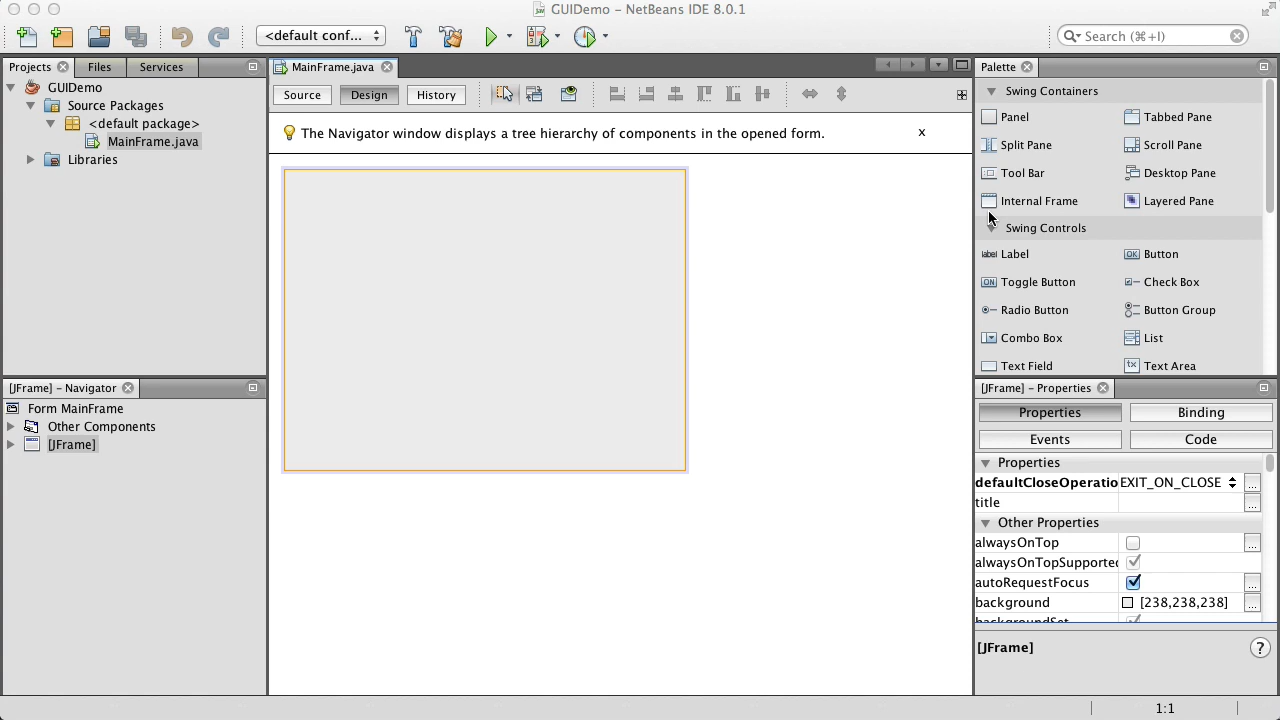 GUIDemo – NetBeans IDE 8.0.1
<default conf...
Search (⌘+I)
Projects
Files
Services
GUIDemo
Source Packages
<default package>
MainFrame.java
Libraries
[JFrame] – Navigator
Form MainFrame
Other Components
[JFrame]
MainFrame.java
Source
Design
History
The Navigator window displays a tree hierarchy of components in the opened form.
x
Palette
Swing Containers
Panel
Tabbed Pane
Split Pane
Scroll Pane
Tool Bar
Desktop Pane
Internal Frame
Layered Pane
Swing Controls
label Label
OK Button
ON Toggle Button
Check Box
Radio Button
Button Group
Combo Box
List
Text Field
Text Area
[JFrame] – Properties
Properties
Binding
Events
Code
Properties
defaultCloseOperatio EXIT_ON_CLOSE ...
title ...
Other Properties
alwaysOnTop ...
alwaysOnTopSupported
autoRequestFocus ...
background [238,238,238] ...
backgroundSet
[JFrame]
?
1:1